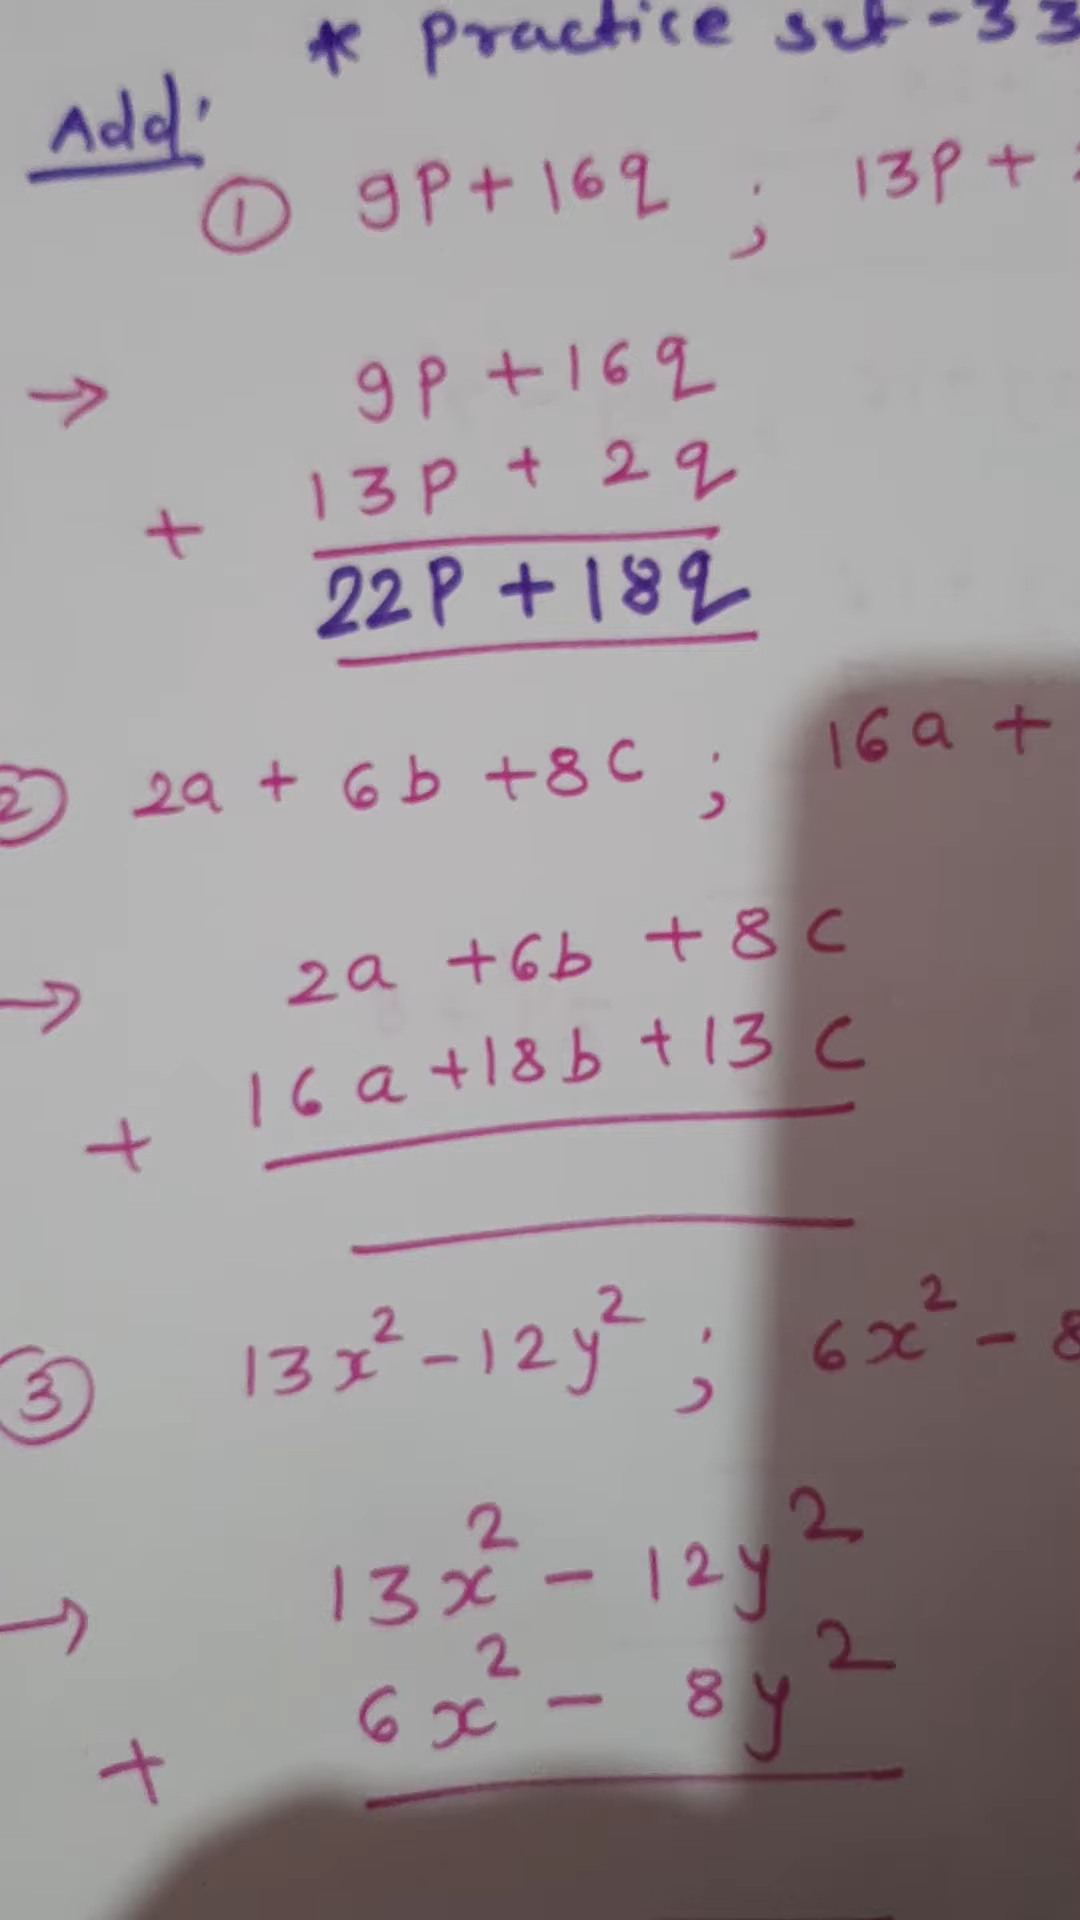 * Practice set-33
Add:
① 9p+16q ; 13p+
→ 9p+16q
+ 13p + 2q
22p+18q
② 2a + 6b +8c ; 16a +
→ 2a +6b +8c
+ 16a+18b+13c
③ 13x²-12y² ; 6x² - 8
→ 13x² - 12y²
+ 6x² - 8y²